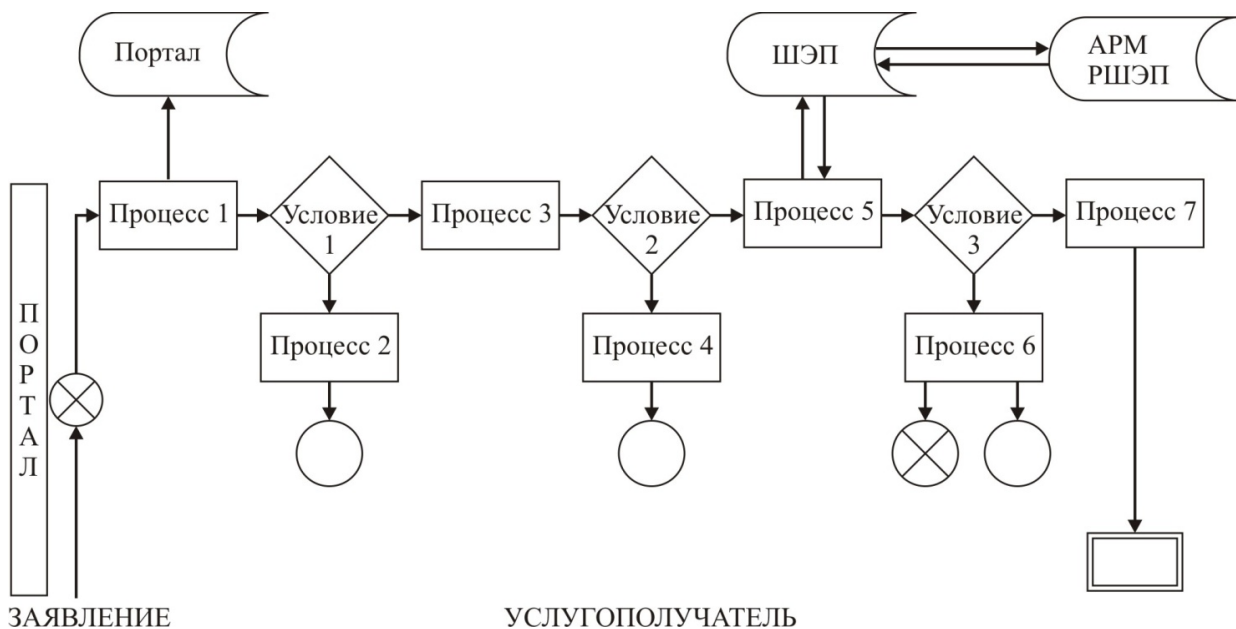 Портал
ШЭП
АРМ
РШЭП
Процесс 1
Условие
1
Процесс 3
Условие
2
Процесс 5
Условие
3
Процесс 7
Процесс 2
Процесс 4
Процесс 6
ПОРТАЛ
ЗАЯВЛЕНИЕ
УСЛУГОПОЛУЧАТЕЛЬ